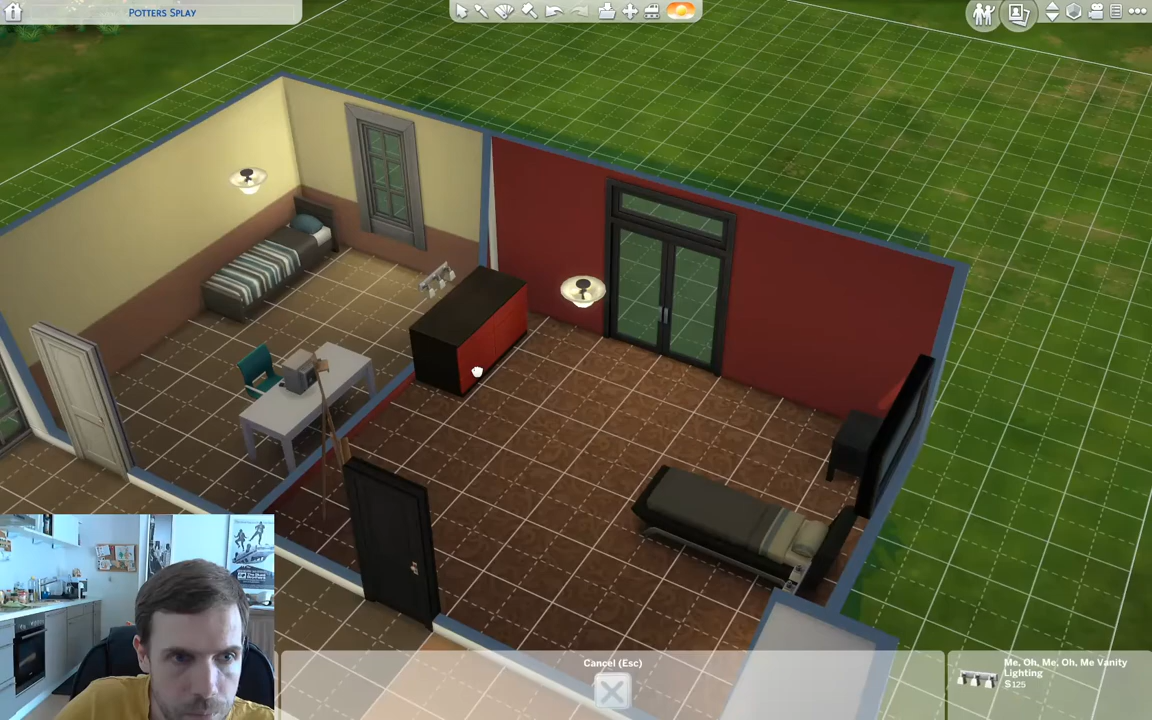 POTTERS SPLAY
Cancel (Esc)
Me, Oh, Me, Oh, Me Vanity
Lighting
§125